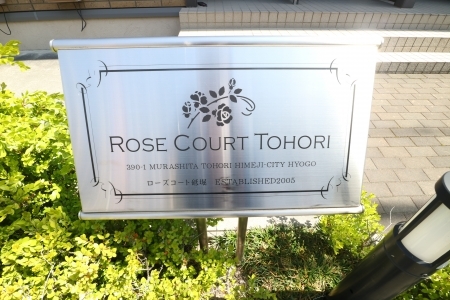 ROSE COURT TOHORI
390-1 MURASHITA TOHORI HIMEJI-CITY HYOGO
ローズコート砥堀 ESTABLISHED2005